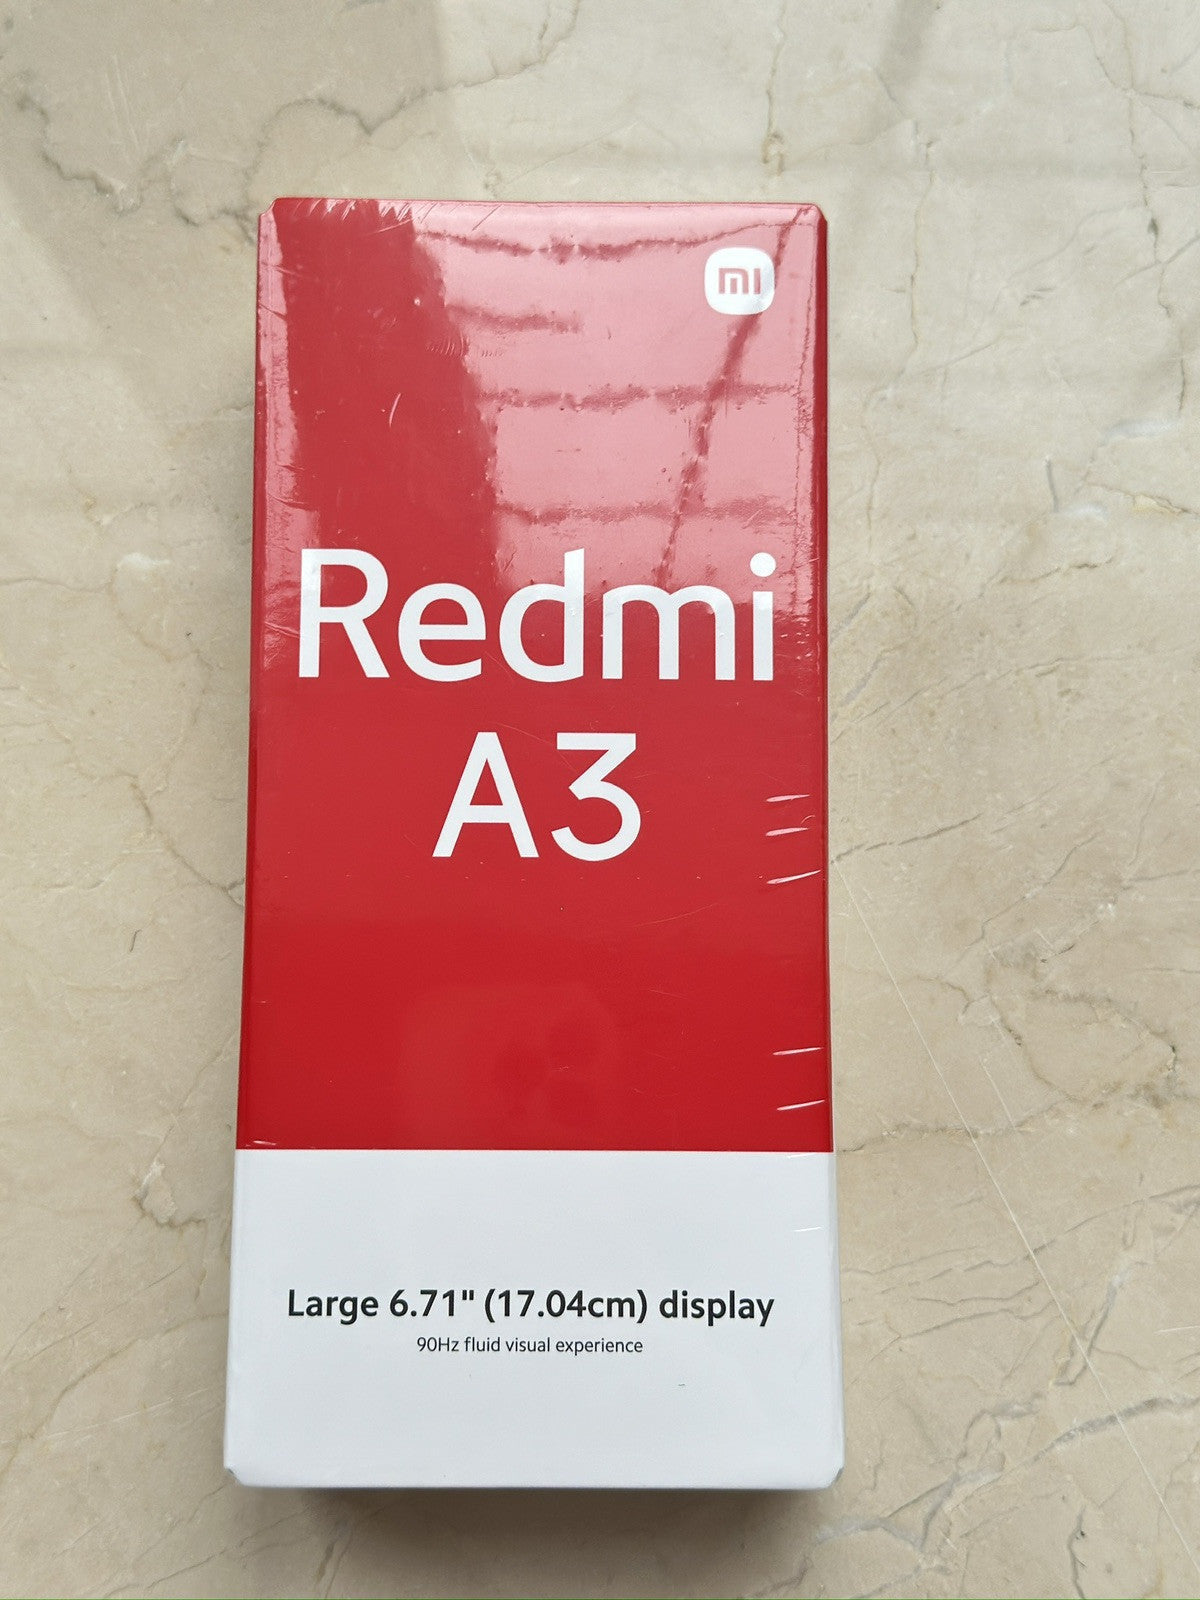 mi
Redmi
A3
Large 6.71" (17.04cm) display
90Hz fluid visual experience